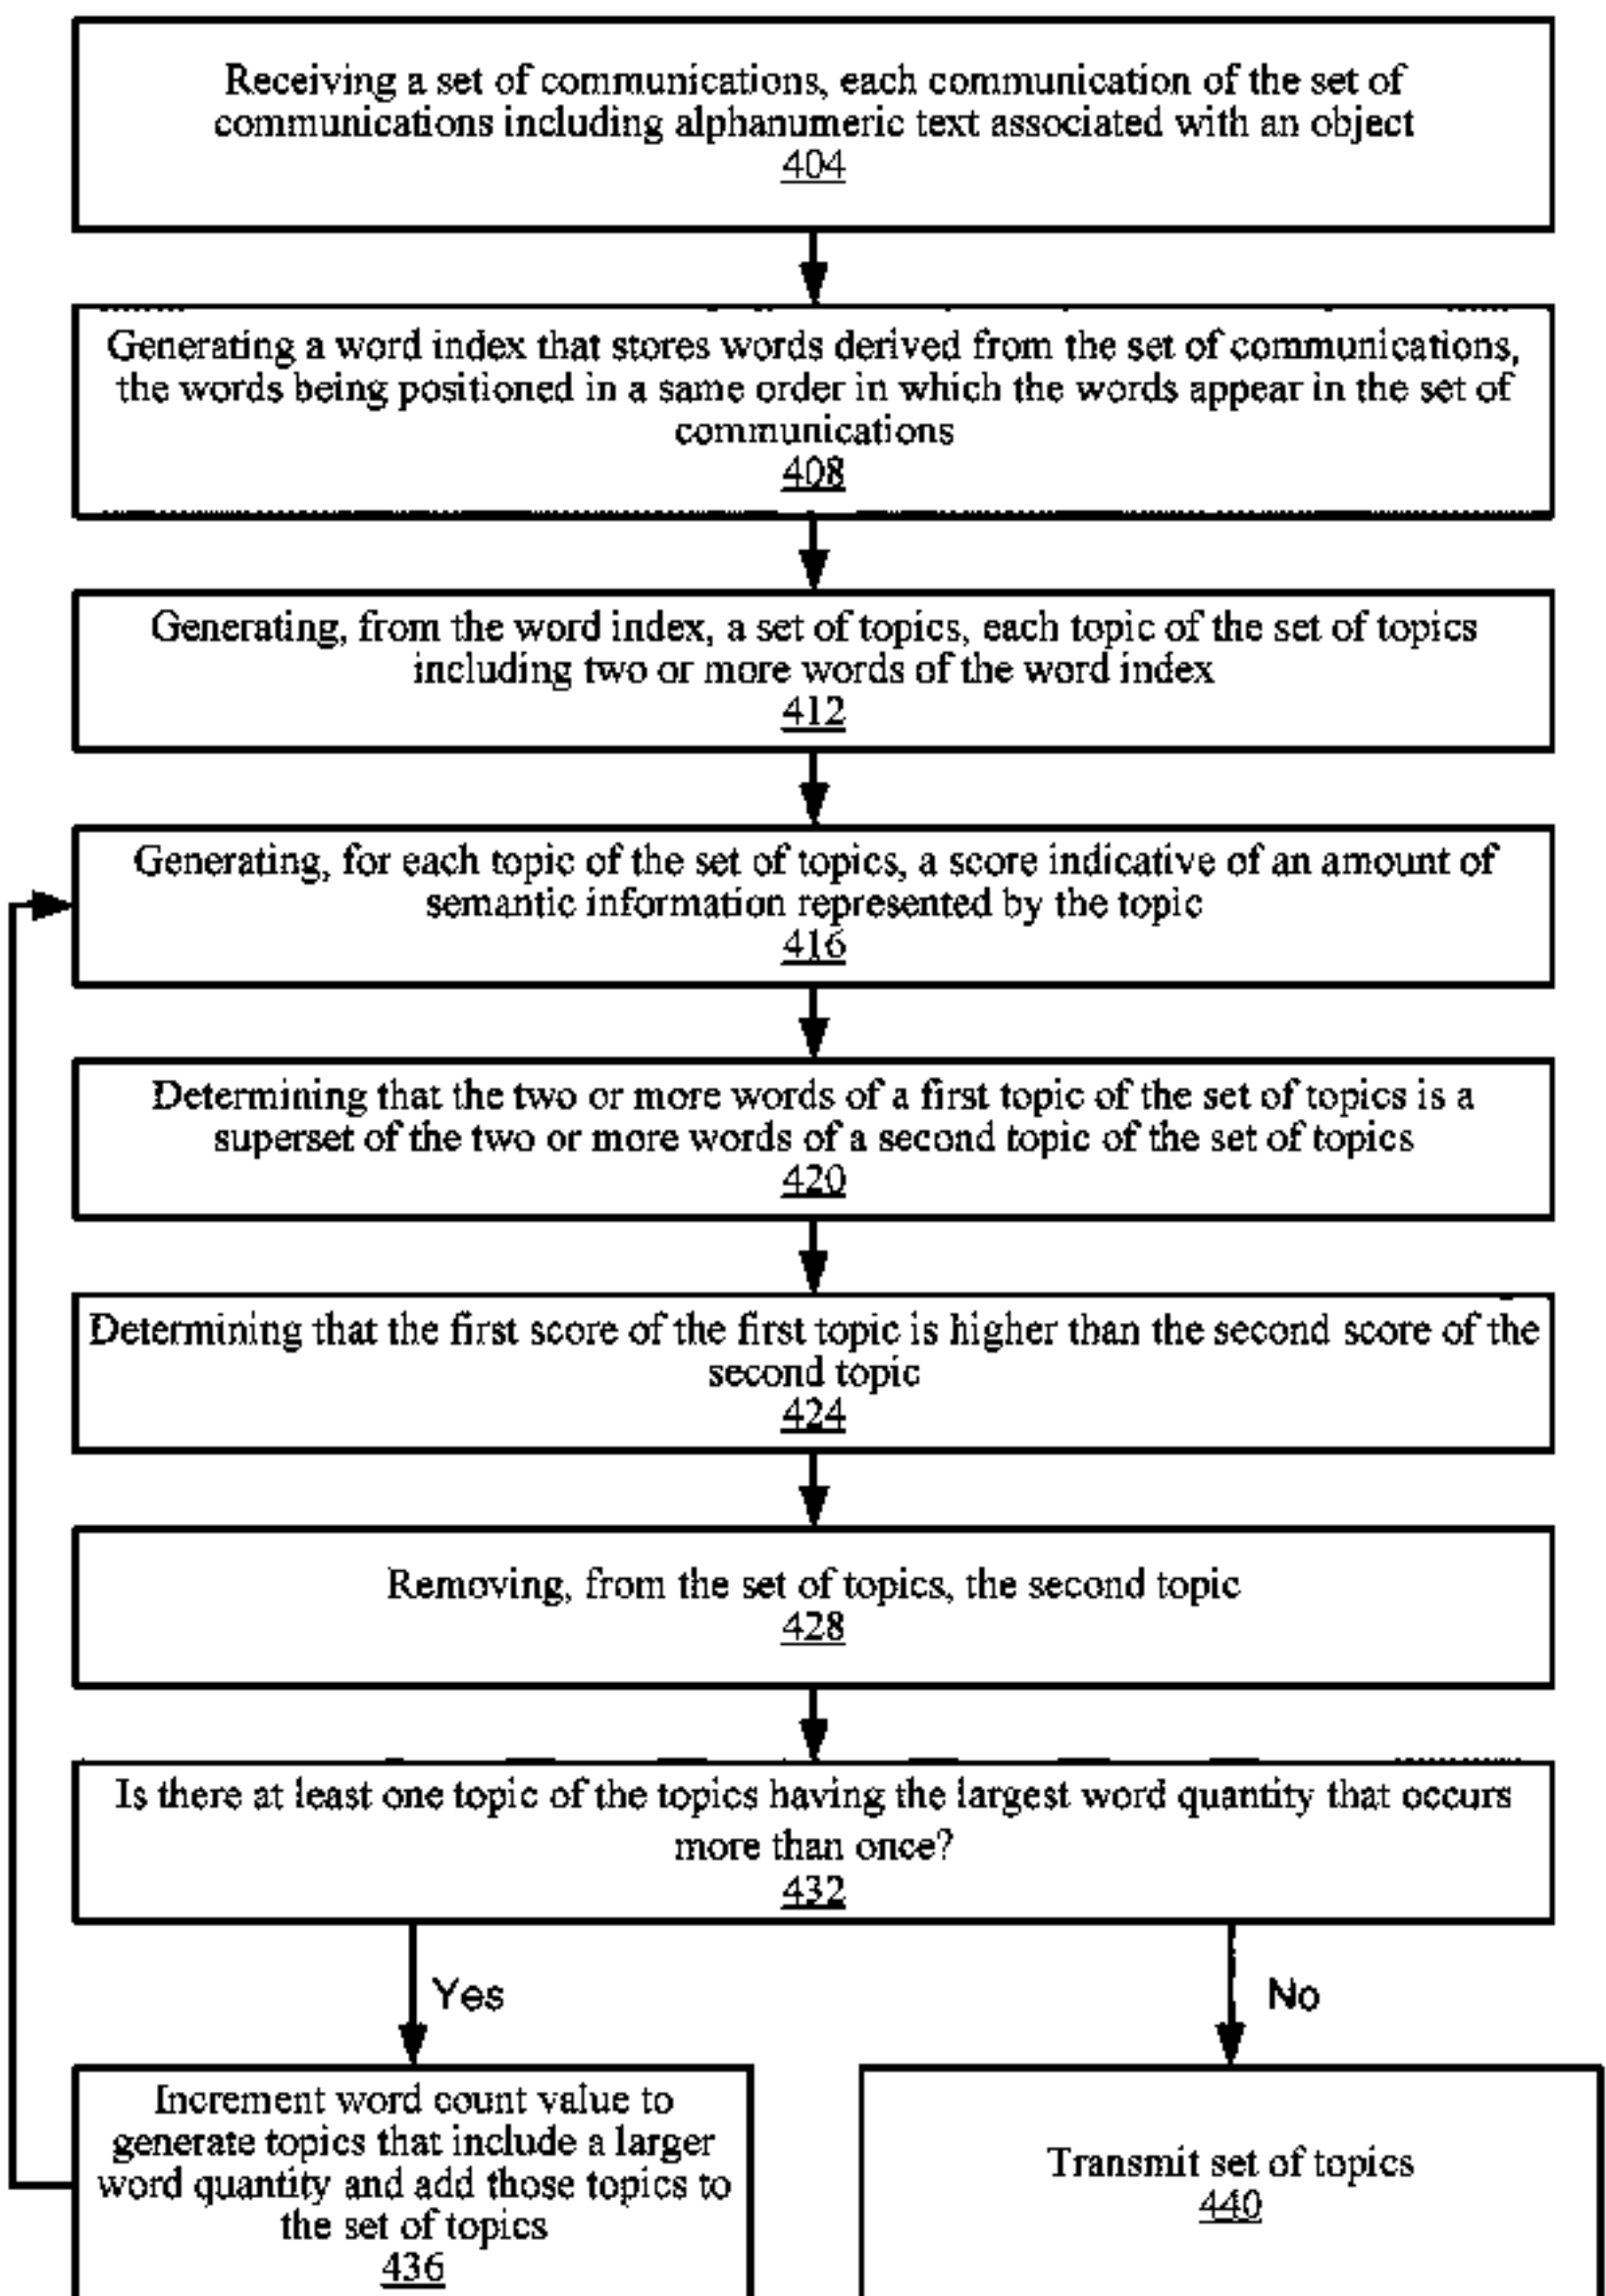 Receiving a set of communications, each communication of the set of
communications including alphanumeric text associated with an object
404
Generating a word index that stores words derived from the set of communications,
the words being positioned in a same order in which the words appear in the set of
communications
408
Generating, from the word index, a set of topics, each topic of the set of topics
including two or more words of the word index
412
Generating, for each topic of the set of topics, a score indicative of an amount of
semantic information represented by the topic
416
Determining that the two or more words of a first topic of the set of topics is a
superset of the two or more words of a second topic of the set of topics
420
Determining that the first score of the first topic is higher than the second score of the
second topic
424
Removing, from the set of topics, the second topic
428
Is there at least one topic of the topics having the largest word quantity that occurs
more than once?
432
Yes
No
Increment word count value to
generate topics that include a larger
word quantity and add those topics to
the set of topics
436
Transmit set of topics
440